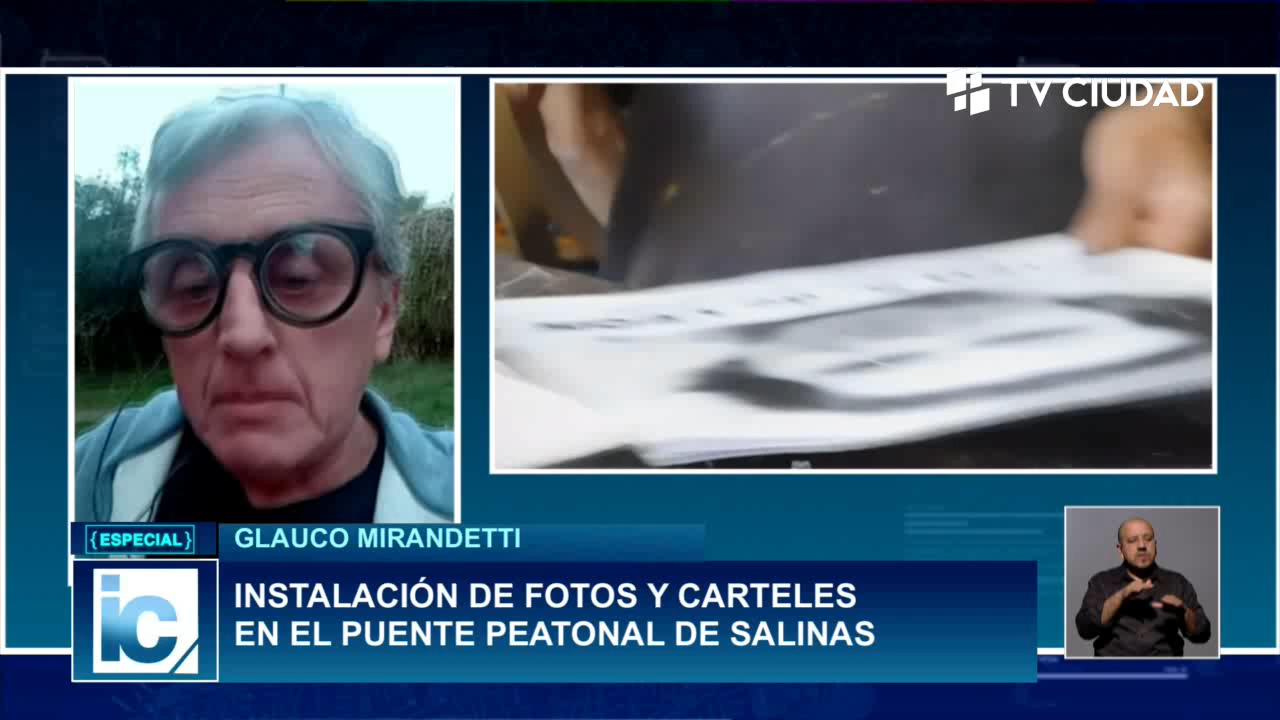 TV CIUDAD
{ESPECIAL}
GLAUCO MIRANDETTI
ic
INSTALACIÓN DE FOTOS Y CARTELES
EN EL PUENTE PEATONAL DE SALINAS